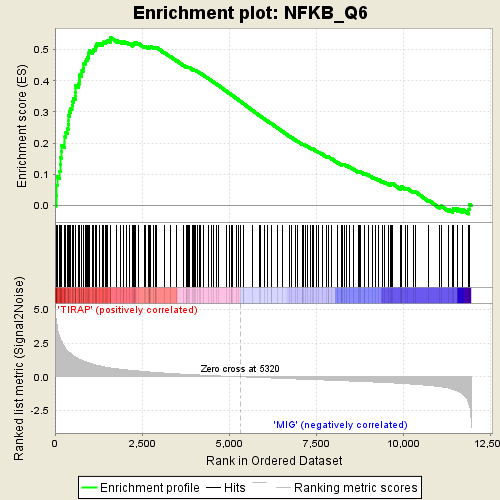 Enrichment plot: NFKB_Q6
Enrichment score (ES)
0.5
0.4
0.3
0.2
0.1
0.0
Ranked list metric (Signal2Noise)
5.0
2.5
0.0
-2.5
'TIRAP' (positively correlated)
Zero cross at 5320
'MIG' (negatively correlated)
0 2,500 5,000 7,500 10,000 12,500
Rank in Ordered Dataset
Enrichment profile Hits Ranking metric scores